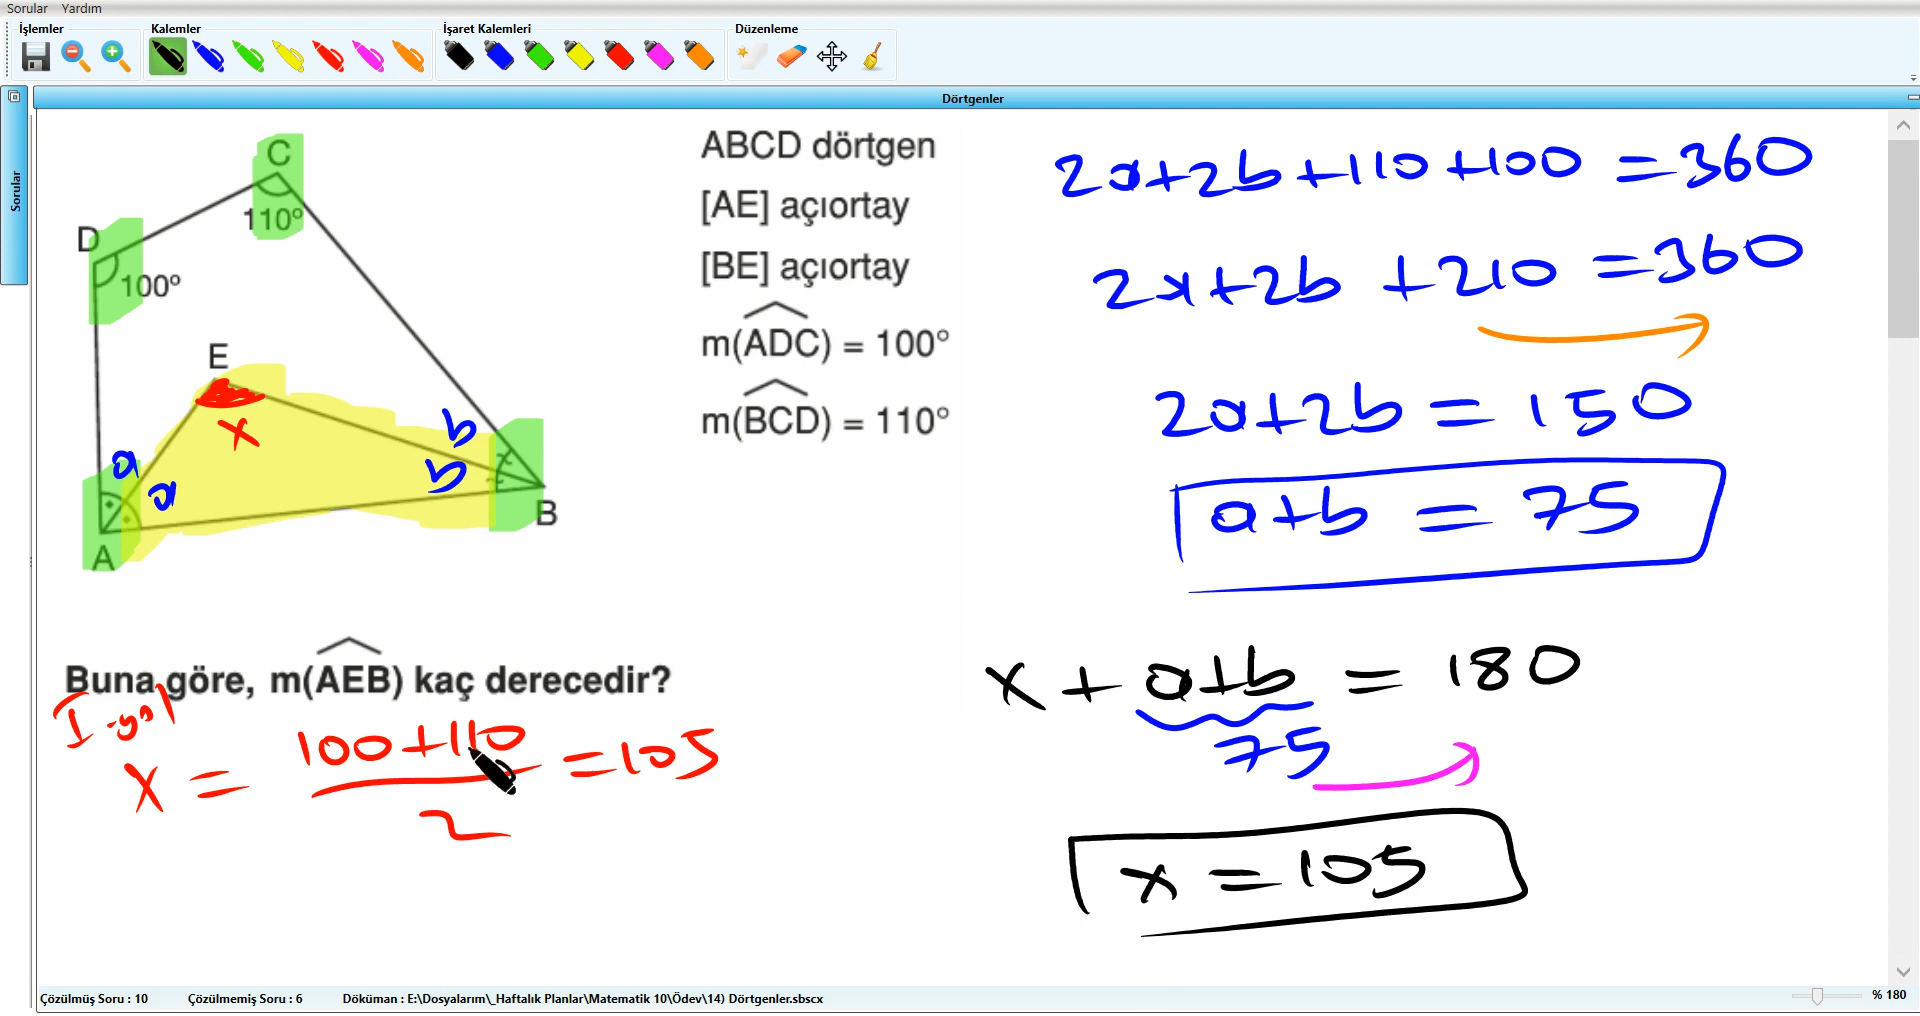 Sorular Yardım
İşlemler Kalemler İşaret Kalemleri Düzenleme
Dörtgenler
Sorular
C
110°
D
100°
E
x
b
b
a
a
B
A
ABCD dörtgen
[AE] açıortay
[BE] açıortay
m(ADC) = 100°
m(BCD) = 110°
Buna göre, m(AEB) kaç derecedir?
I. yol
x = (100+110)/2 = 105
2a+2b+110+100 = 360
2a+2b +210 = 360
2a+2b = 150
a+b = 75
x + a+b = 180
75
x = 105
Çözülmüş Soru : 10 Çözülmemiş Soru : 6 Döküman : E:\Dosyalarım\_Haftalık Planlar\Matematik 10\Ödev\14) Dörtgenler.sbscx % 180